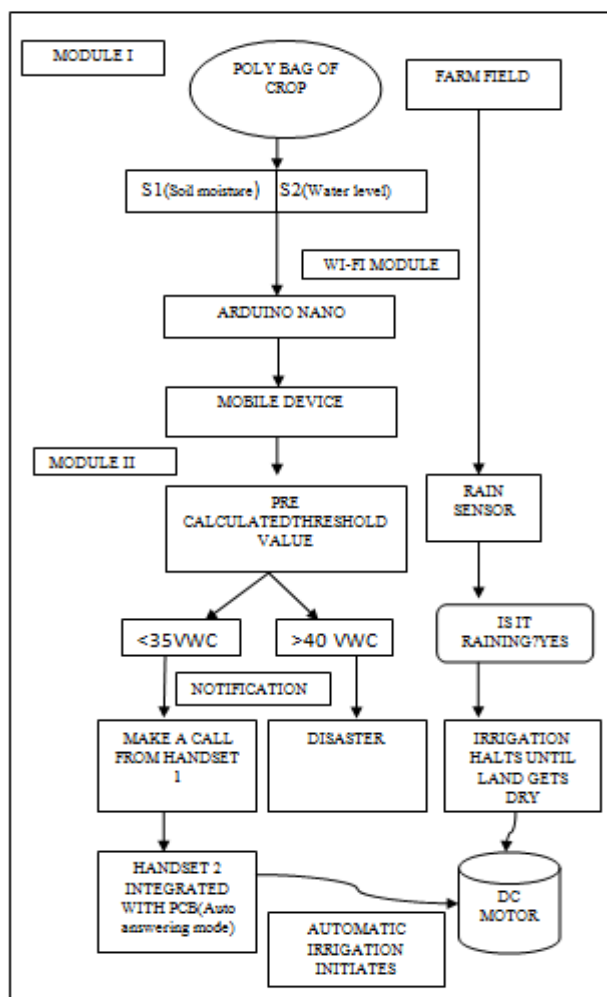 MODULE I
POLY BAG OF
CROP
FARM FIELD
S1(Soil moisture)
S2(Water level)
WI-FI MODULE
ARDUINO NANO
MOBILE DEVICE
MODULE II
PRE
CALCULATEDTHRESHOLD
VALUE
RAIN
SENSOR
<35VWC
>40 VWC
IS IT
RAINING?YES
NOTIFICATION
MAKE A CALL
FROM HANDSET
1
DISASTER
IRRIGATION
HALTS UNTIL
LAND GETS
DRY
HANDSET 2
INTEGRATED
WITH PCB(Auto
answering mode)
DC
MOTOR
AUTOMATIC
IRRIGATION
INITIATES